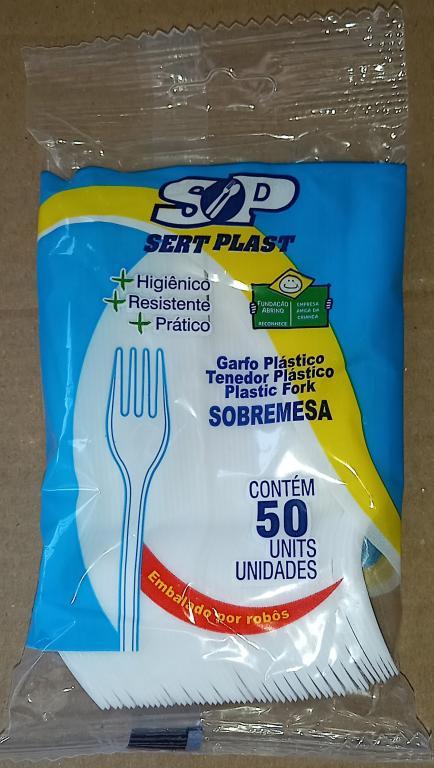 SP
SERT PLAST
+ Higiênico
+ Resistente
+ Prático
FUNDAÇÃO
ABRINQ
RECONHECE
EMPRESA
AMIGA DA
CRIANÇA
Garfo Plástico
Tenedor Plástico
Plastic Fork
SOBREMESA
CONTÉM
50
UNITS
UNIDADES
Embalado por robôs